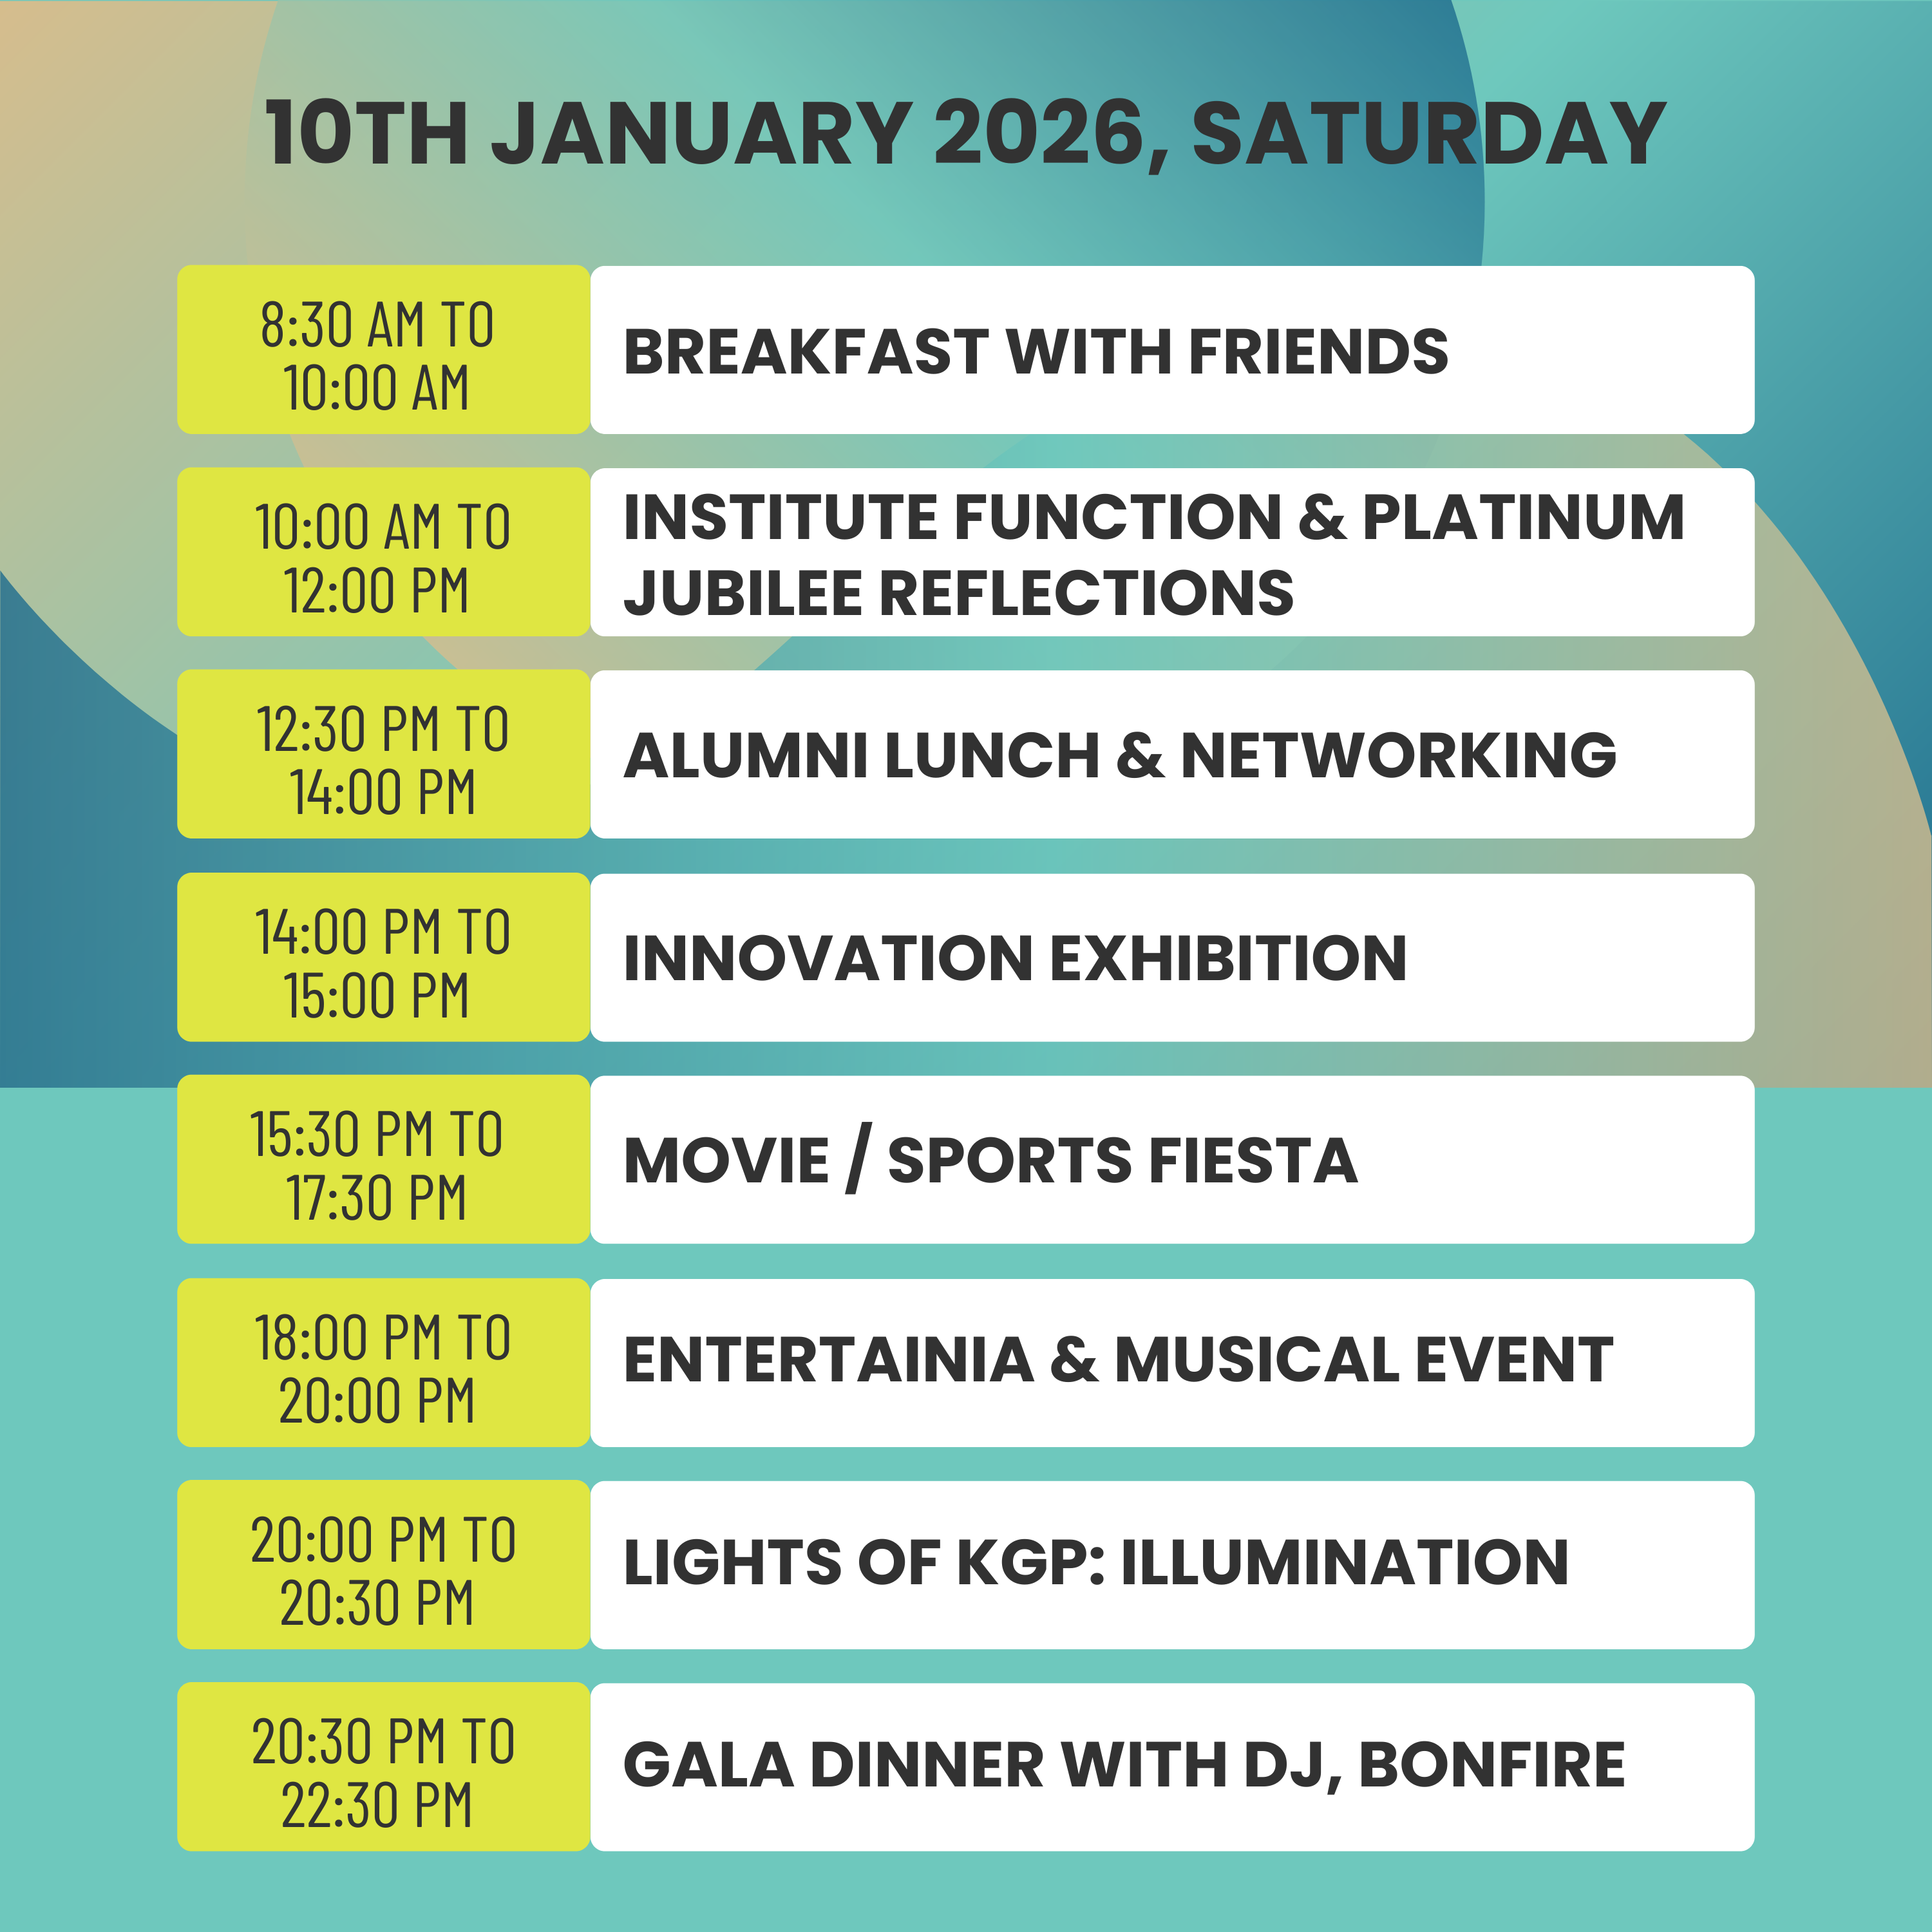 10TH JANUARY 2026, SATURDAY
8:30 AM TO
10:00 AM
BREAKFAST WITH FRIENDS
10:00 AM TO
12:00 PM
INSTITUTE FUNCTION & PLATINUM
JUBILEE REFLECTIONS
12:30 PM TO
14:00 PM
ALUMNI LUNCH & NETWORKING
14:00 PM TO
15:00 PM
INNOVATION EXHIBITION
15:30 PM TO
17:30 PM
MOVIE / SPORTS FIESTA
18:00 PM TO
20:00 PM
ENTERTAINIA & MUSICAL EVENT
20:00 PM TO
20:30 PM
LIGHTS OF KGP: ILLUMINATION
20:30 PM TO
22:30 PM
GALA DINNER WITH DJ, BONFIRE